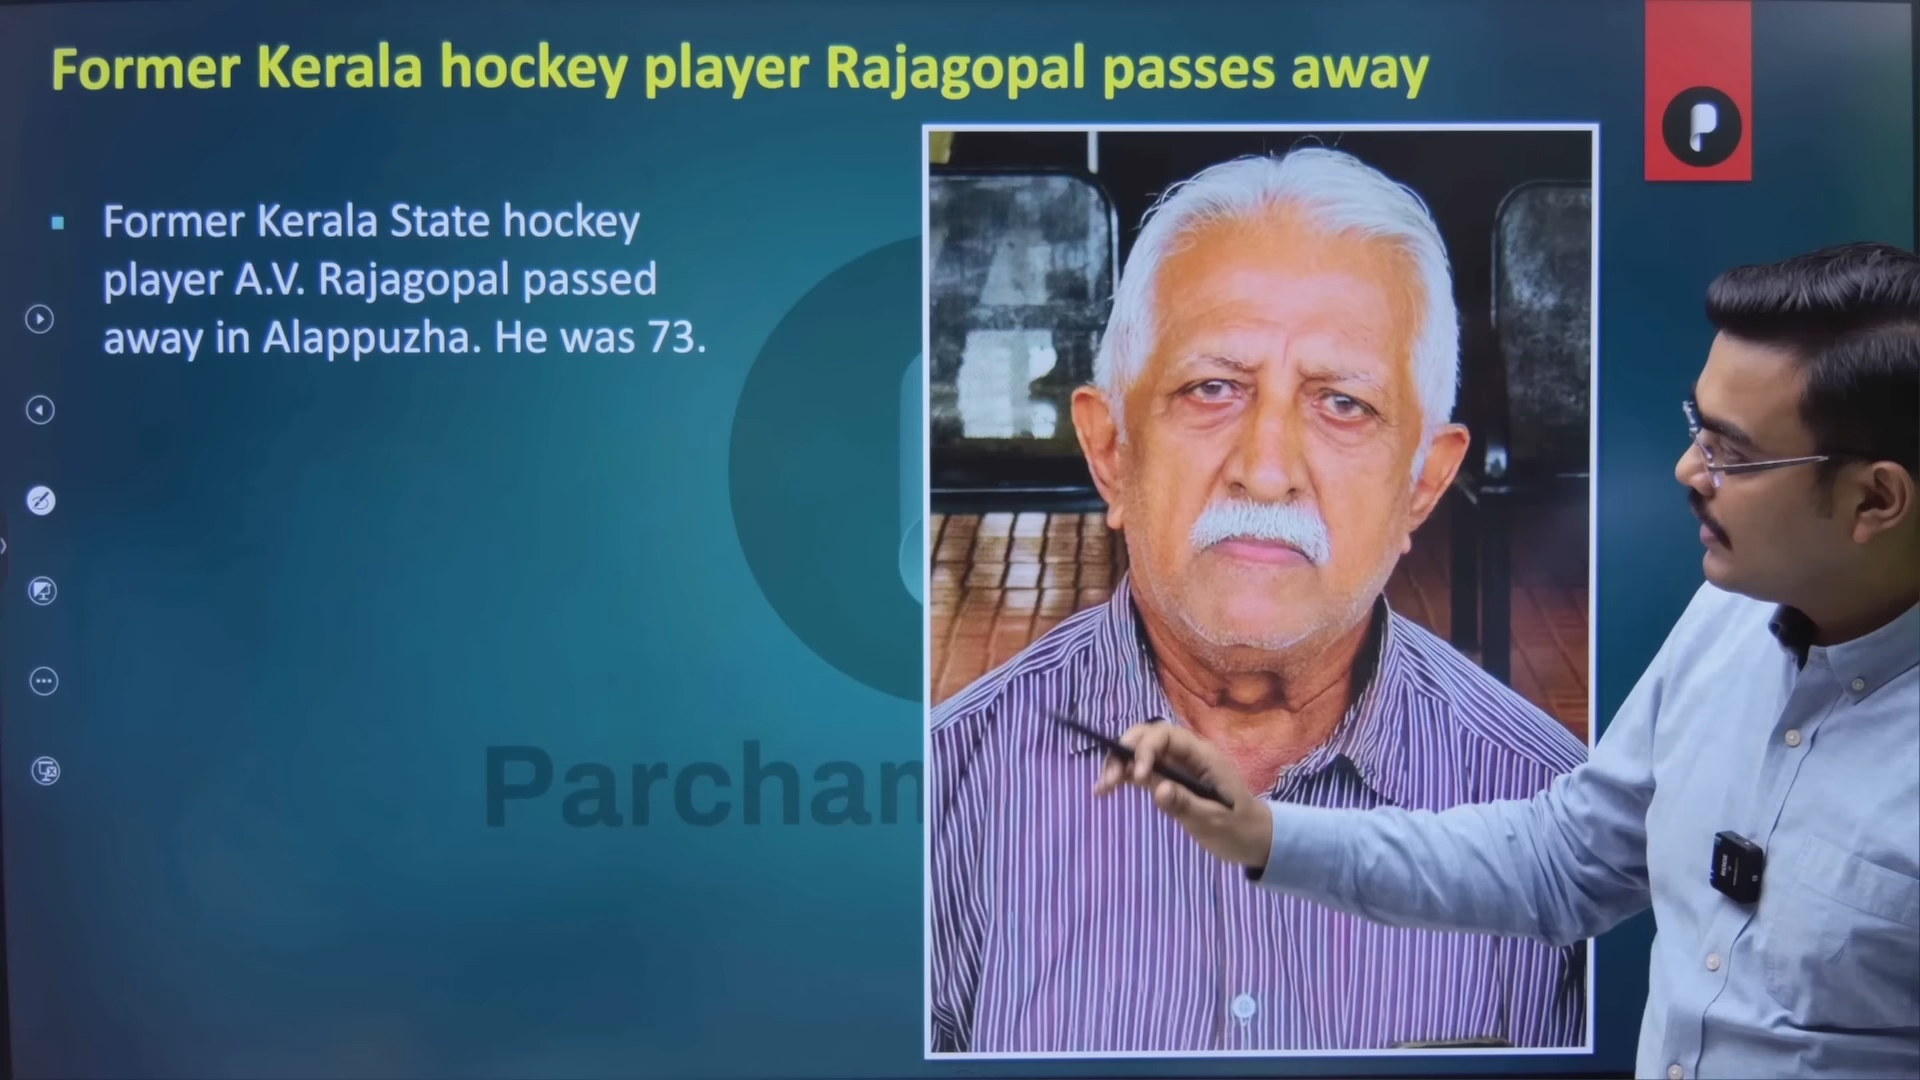 Former Kerala hockey player Rajagopal passes away
Former Kerala State hockey
player A.V. Rajagopal passed
away in Alappuzha. He was 73.
Parcham